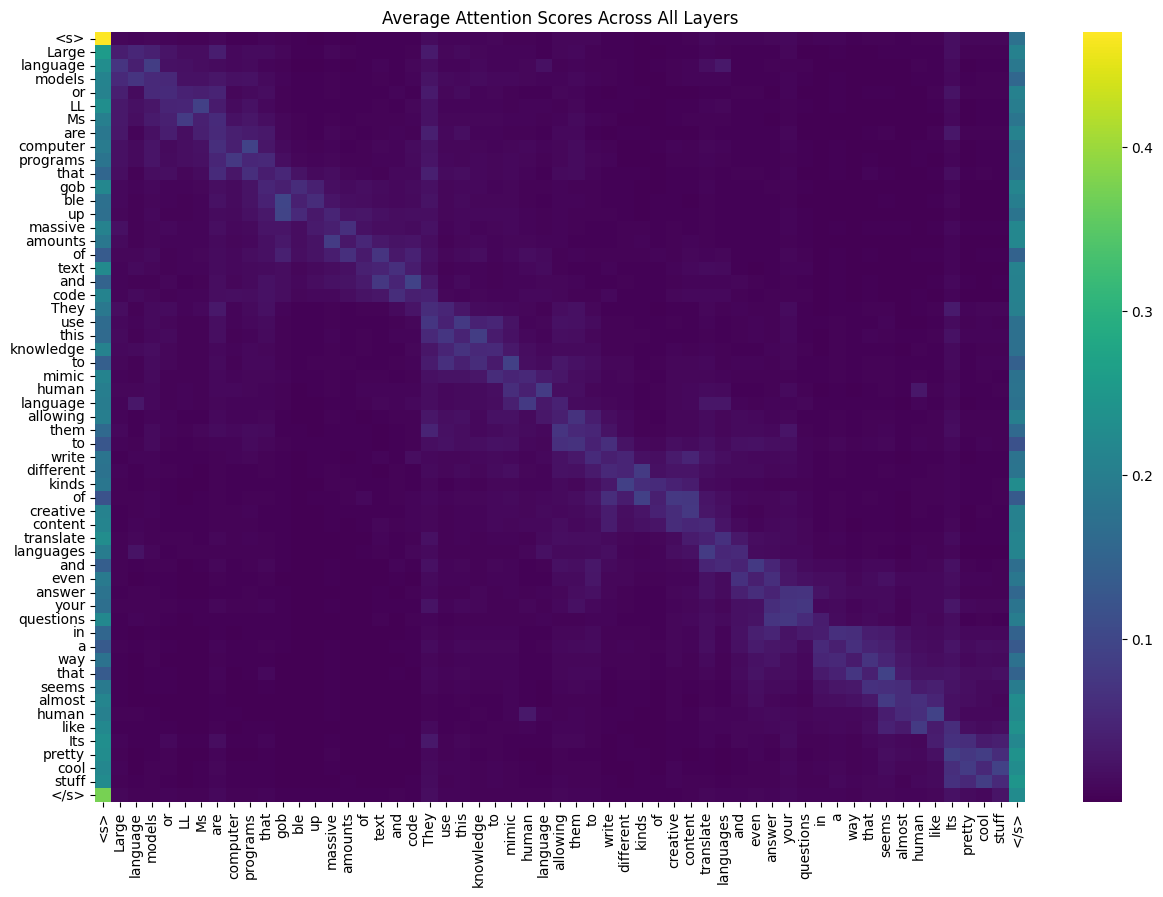 Average Attention Scores Across All Layers
<s>
Large
language
models
or
LL
Ms
are
computer
programs
that
gob
ble
up
massive
amounts
of
text
and
code
They
use
this
knowledge
to
mimic
human
language
allowing
them
to
write
different
kinds
of
creative
content
translate
languages
and
even
answer
your
questions
in
a
way
that
seems
almost
human
like
Its
pretty
cool
stuff
</s>
0.4
0.3
0.2
0.1
<s>
Large
language
models
or
LL
Ms
are
computer
programs
that
gob
ble
up
massive
amounts
of
text
and
code
They
use
this
knowledge
to
mimic
human
language
allowing
them
to
write
different
kinds
of
creative
content
translate
languages
and
even
answer
your
questions
in
a
way
that
seems
almost
human
like
Its
pretty
cool
stuff
</s>